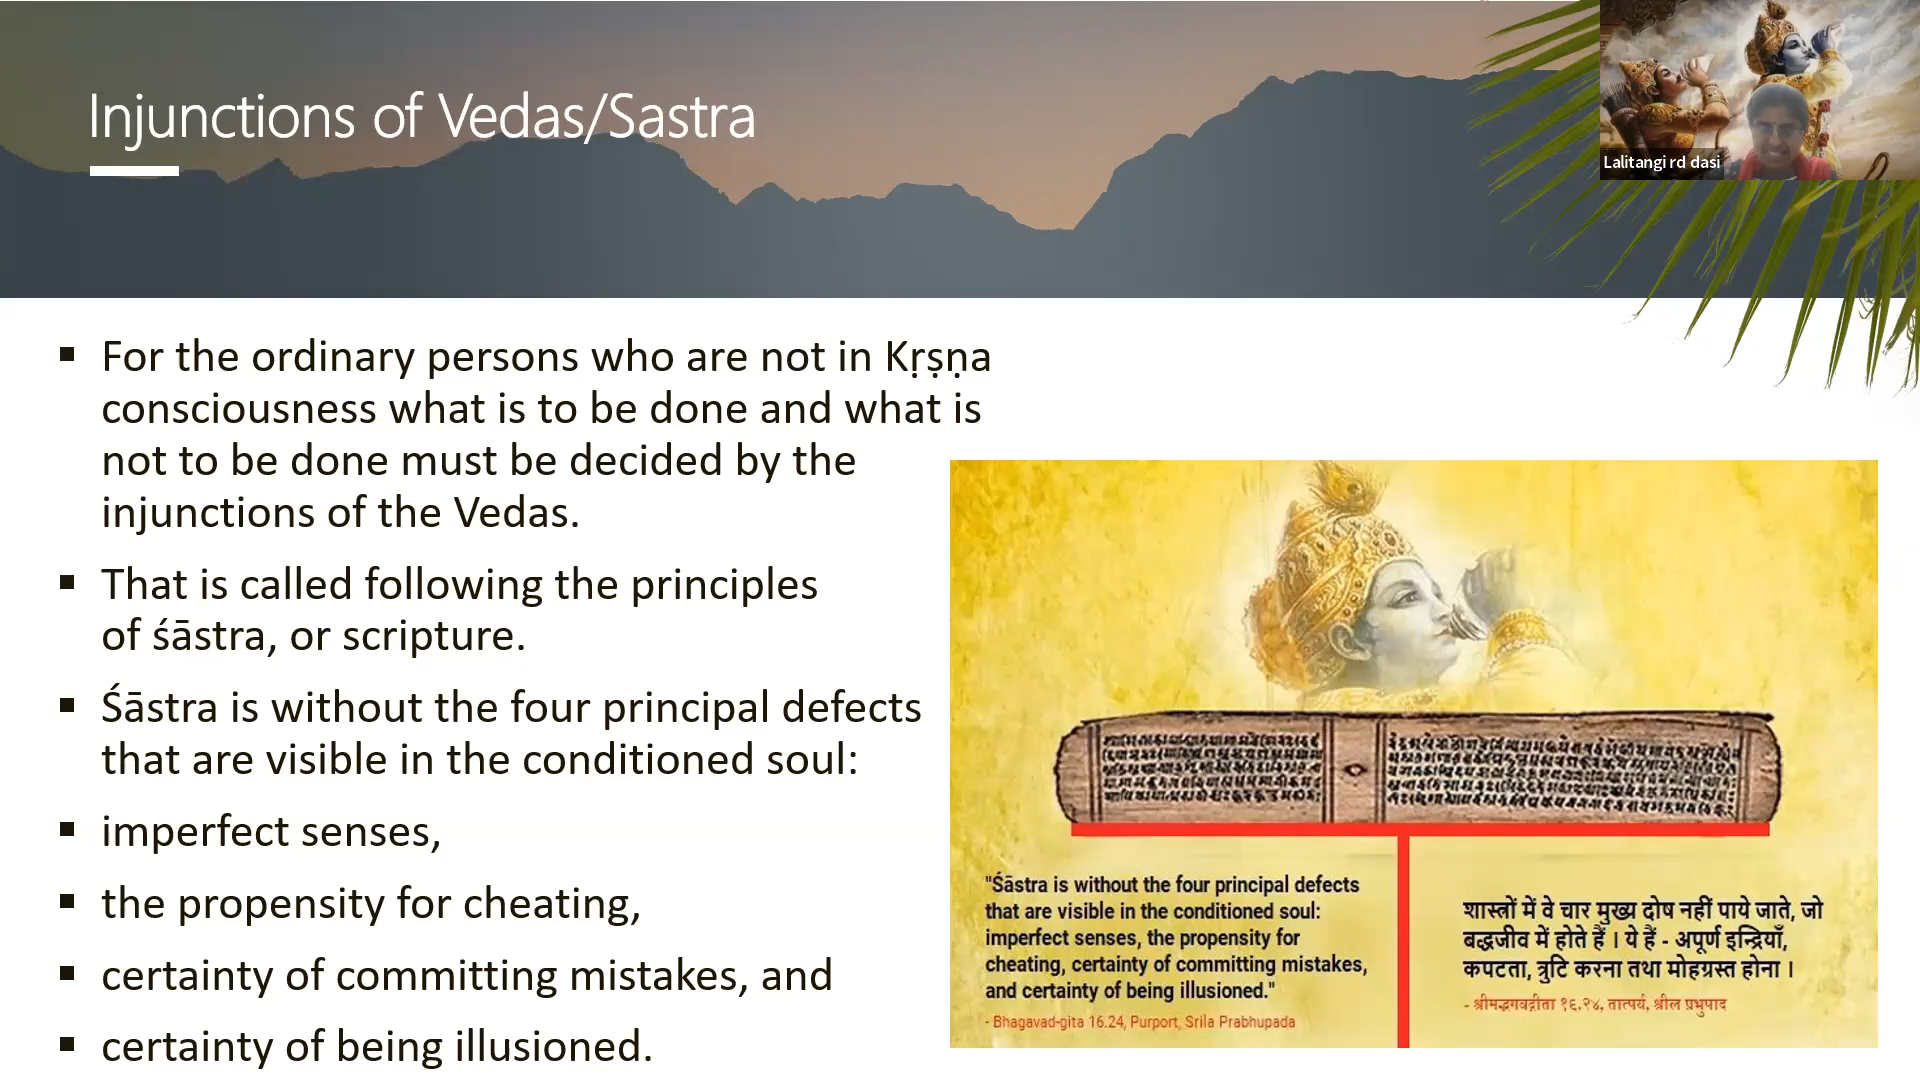 Injunctions of Vedas/Sastra
Lalitangi rd dasi
▪ For the ordinary persons who are not in Kṛṣṇa
consciousness what is to be done and what is
not to be done must be decided by the
injunctions of the Vedas.
▪ That is called following the principles
of śāstra, or scripture.
▪ Śāstra is without the four principal defects
that are visible in the conditioned soul:
▪ imperfect senses,
▪ the propensity for cheating,
▪ certainty of committing mistakes, and
▪ certainty of being illusioned.
"Śāstra is without the four principal defects
that are visible in the conditioned soul:
imperfect senses, the propensity for
cheating, certainty of committing mistakes,
and certainty of being illusioned."
- Bhagavad-gita 16.24, Purport, Srila Prabhupada
शास्त्रों में वे चार मुख्य दोष नहीं पाये जाते, जो
बद्धजीव में होते हैं । ये हैं - अपूर्ण इन्द्रियाँ,
कपटता, त्रुटि करना तथा मोहग्रस्त होना ।
- श्रीमद्भगवद्गीता १६.२४, तात्पर्य, श्रील प्रभुपाद